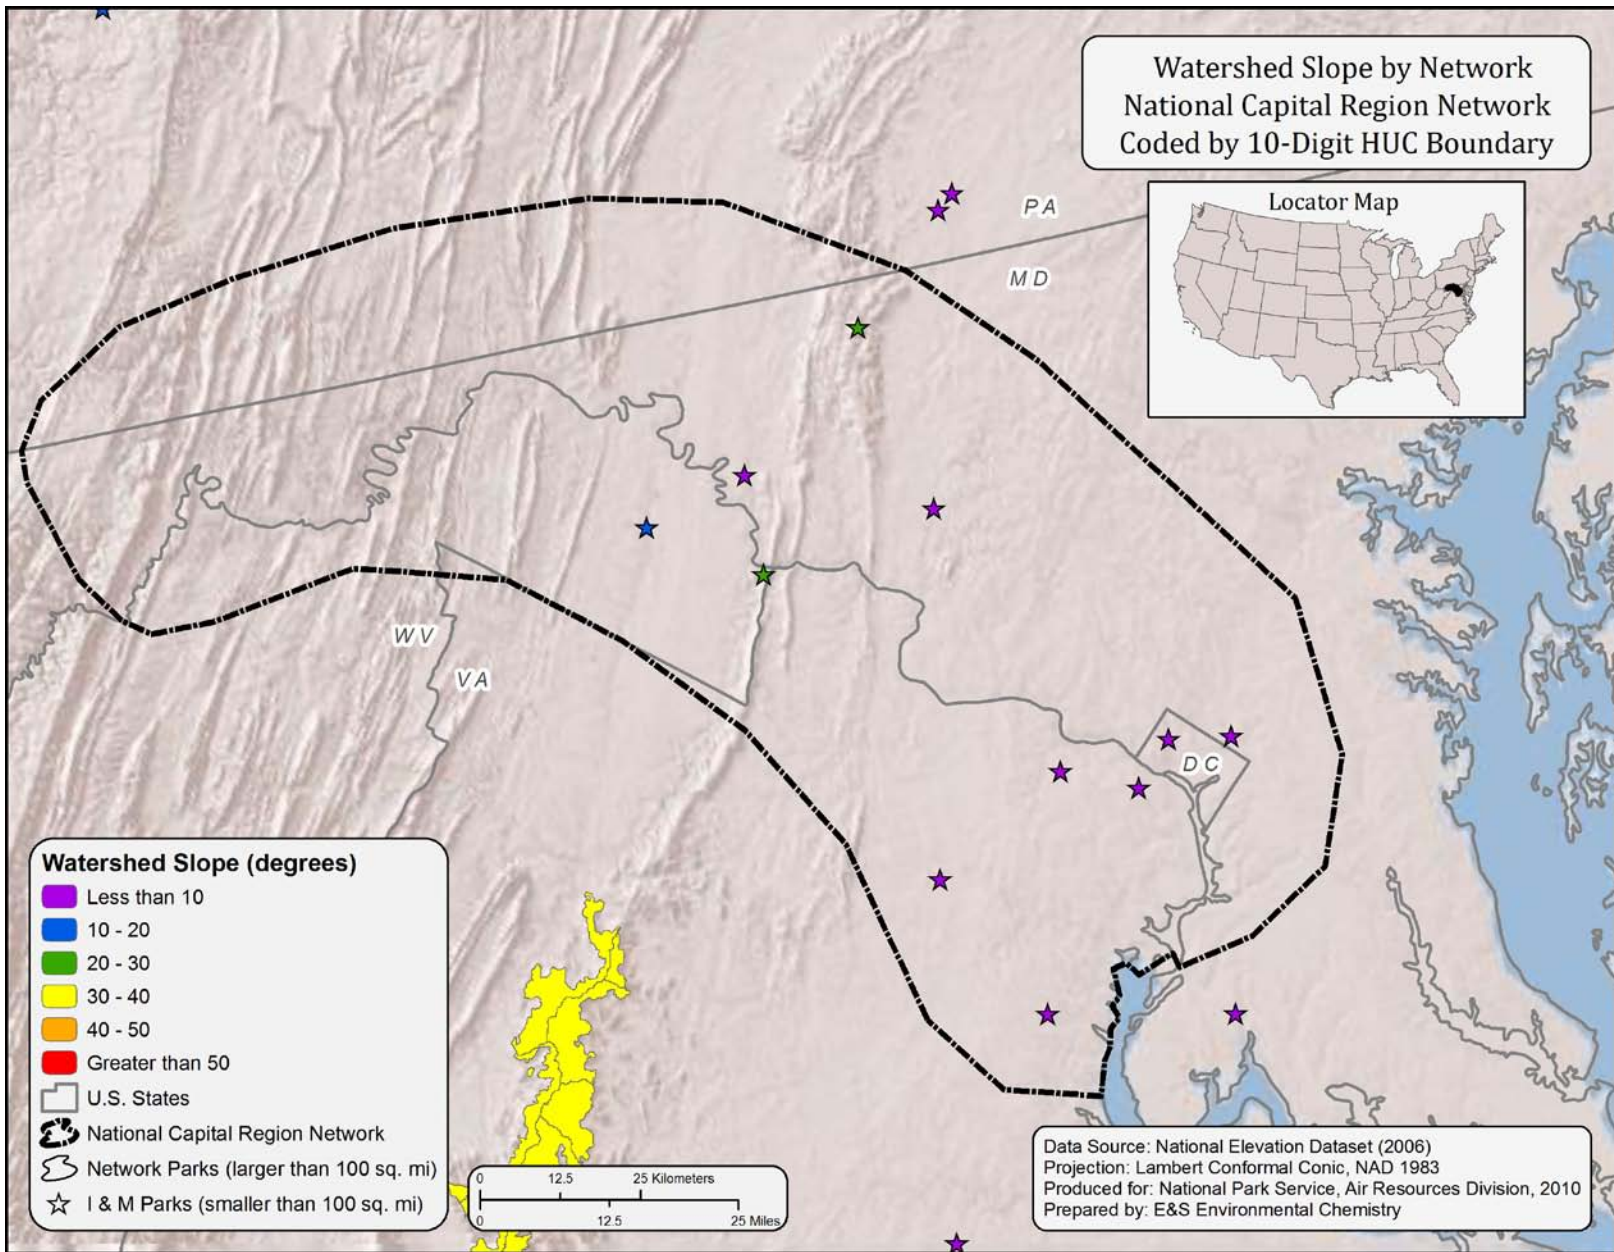 Watershed Slope by Network
National Capital Region Network
Coded by 10-Digit HUC Boundary
Locator Map
PA
MD
WV
VA
DC
Watershed Slope (degrees)
Less than 10
10 - 20
20 - 30
30 - 40
40 - 50
Greater than 50
U.S. States
National Capital Region Network
Network Parks (larger than 100 sq. mi)
I & M Parks (smaller than 100 sq. mi)
0 12.5 25 Kilometers
0 12.5 25 Miles
Data Source: National Elevation Dataset (2006)
Projection: Lambert Conformal Conic, NAD 1983
Produced for: National Park Service, Air Resources Division, 2010
Prepared by: E&S Environmental Chemistry